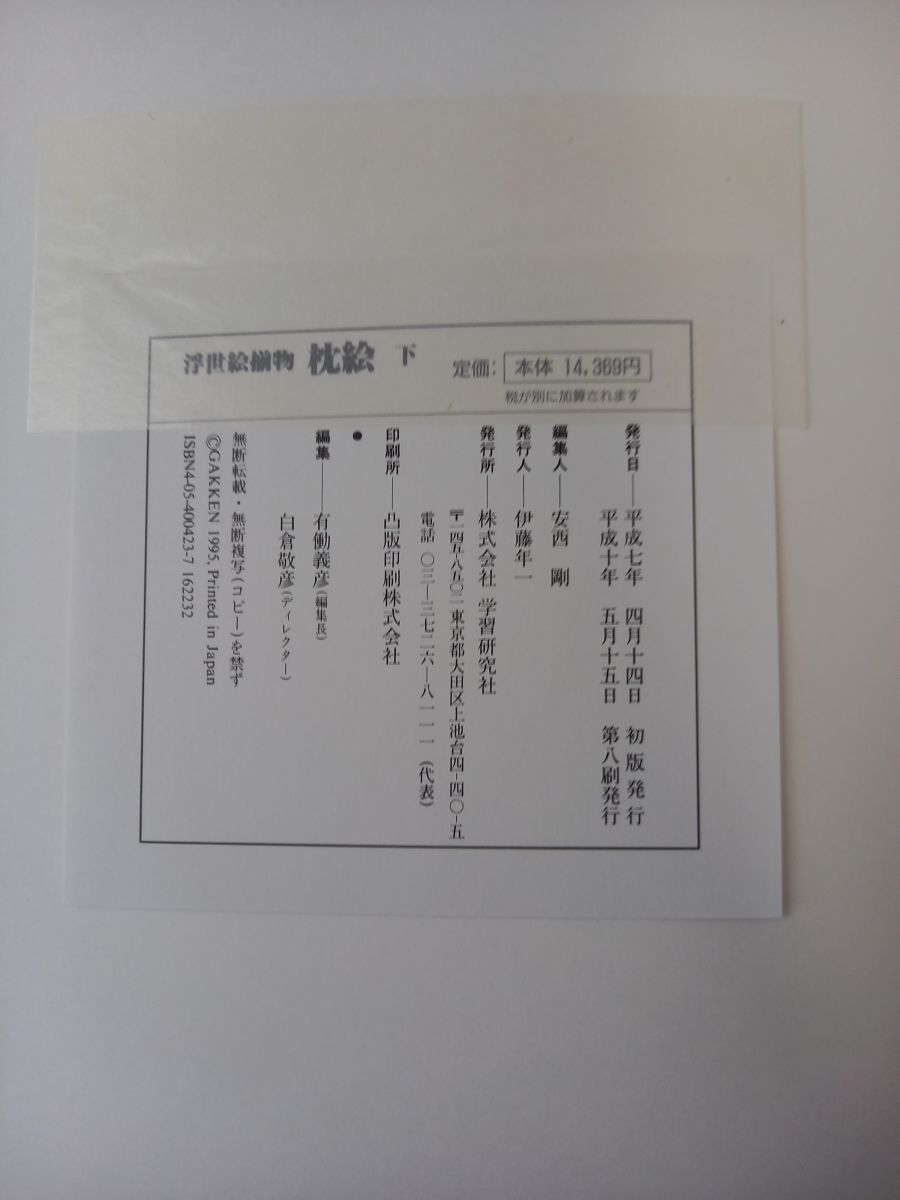 浮世絵揃物 枕絵 下
定価: 本体 14,369円
税が別に加算されます
発行日——平成七年 四月十四日 初版発行
平成十年 五月十五日 第八刷発行
編集人——安西 剛
発行人——伊藤年一
発行所——株式会社 学習研究社
〒一四五-八五〇二 東京都大田区上池台四-四〇-五
電話 〇三—三七二六—八一一一 (代表)
印刷所——凸版印刷株式会社
●
編集——有働義彦(編集長)
白倉敬彦(ディレクター)
無断転載・無断複写(コピー)を禁ず
©GAKKEN 1995, Printed in Japan
ISBN4-05-400423-7 162232